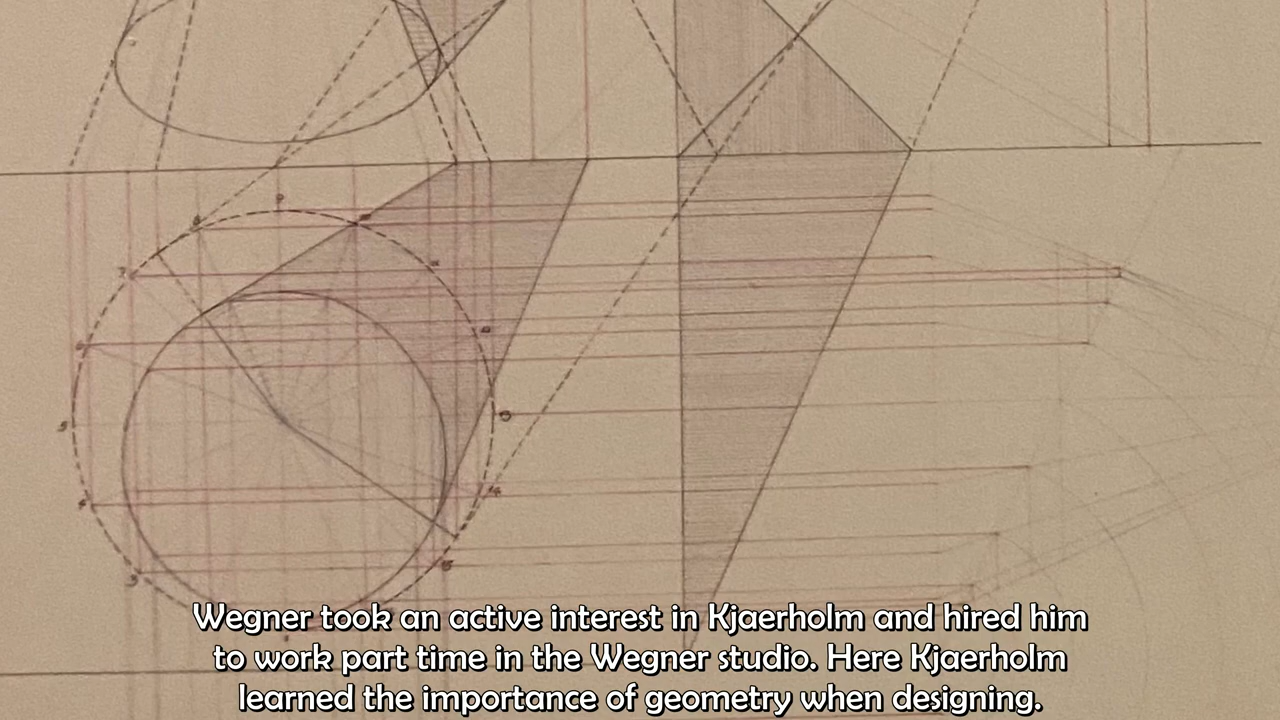 Wegner took an active interest in Kjaerholm and hired him
to work part time in the Wegner studio. Here Kjaerholm
learned the importance of geometry when designing.